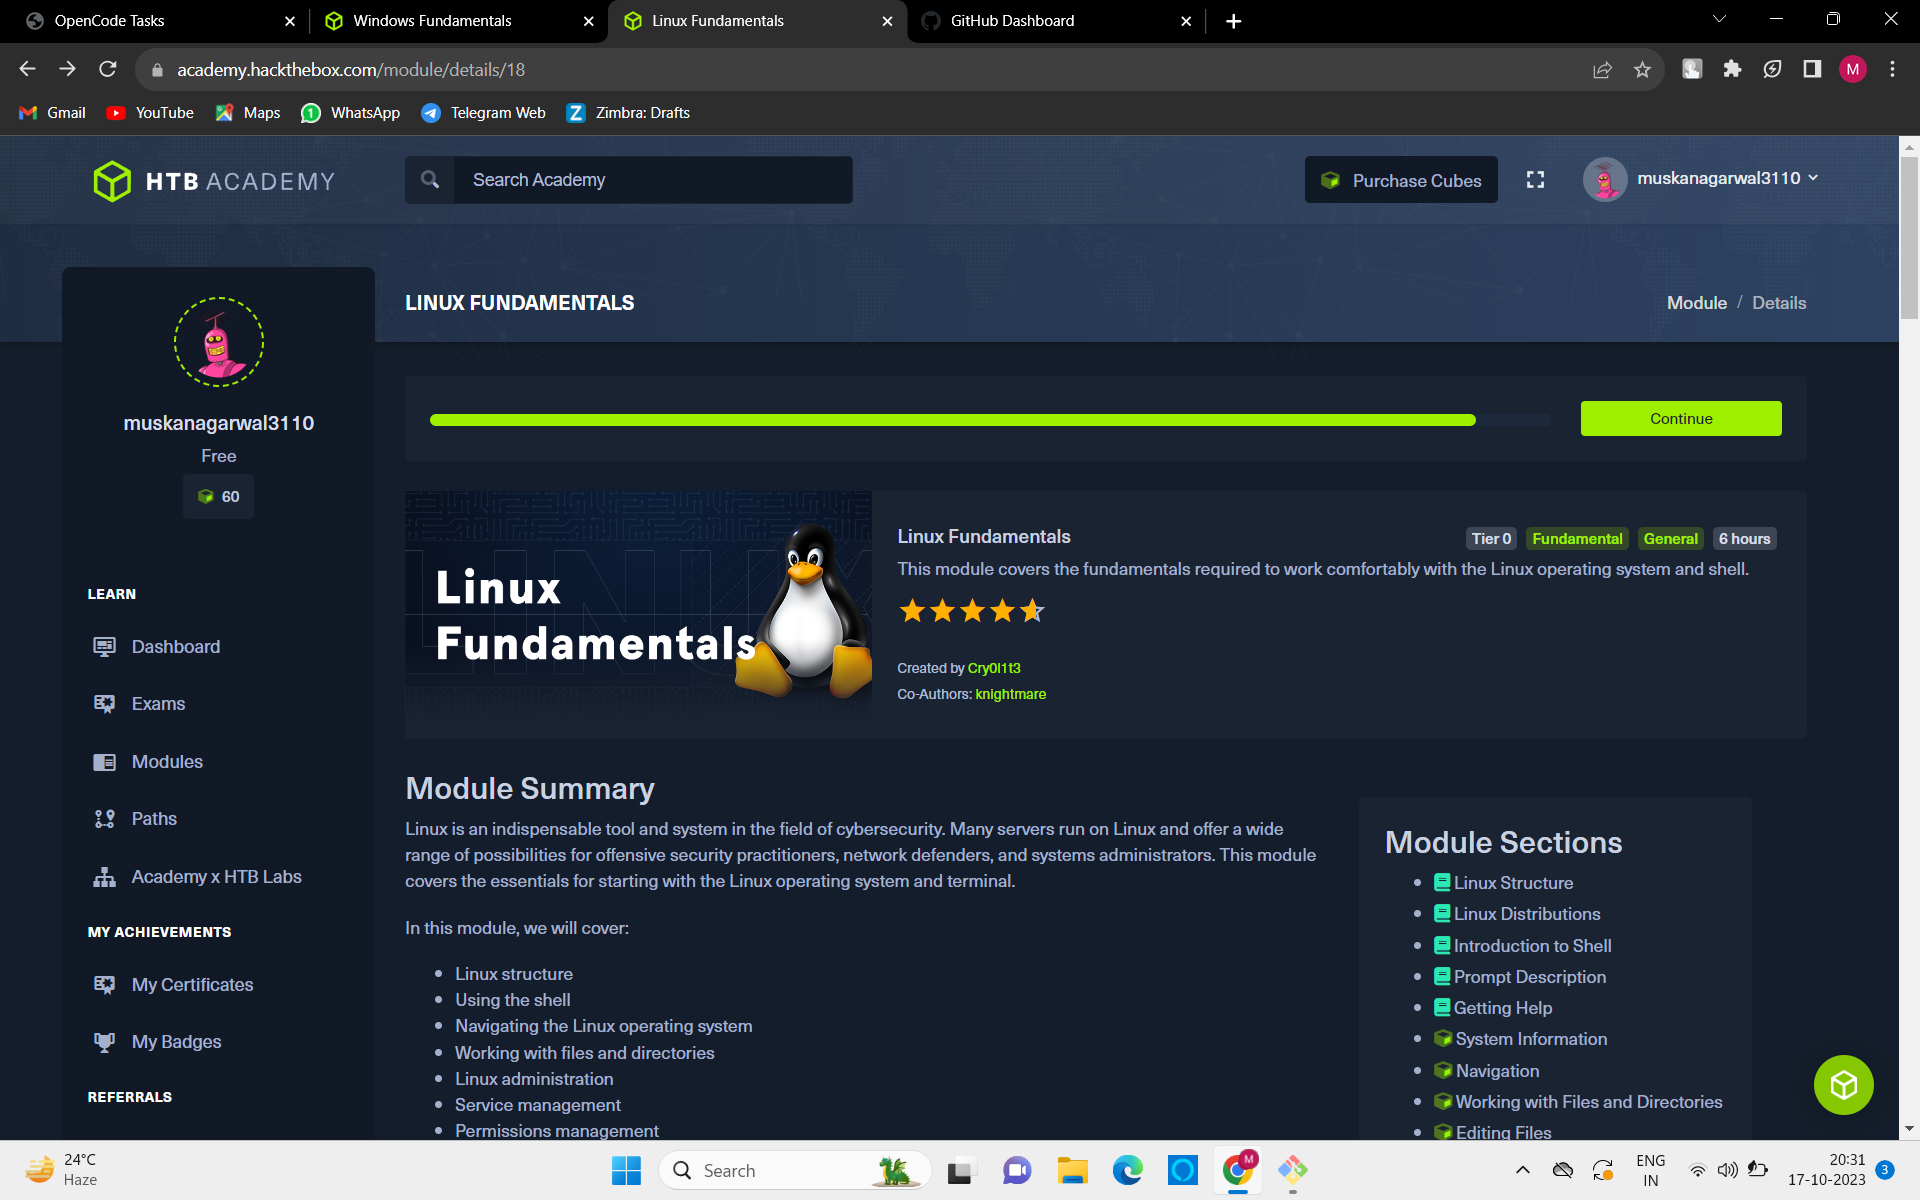 OpenCode Tasks
Windows Fundamentals
Linux Fundamentals
GitHub Dashboard
academy.hackthebox.com/module/details/18
M
Gmail
YouTube
Maps
1
WhatsApp
Telegram Web
Z
Zimbra: Drafts
HTB ACADEMY
Search Academy
Purchase Cubes
muskanagarwal3110
LINUX FUNDAMENTALS
Module / Details
muskanagarwal3110
Free
60
Continue
Linux
Fundamentals
Linux Fundamentals
Tier 0
Fundamental
General
6 hours
This module covers the fundamentals required to work comfortably with the Linux operating system and shell.
Created by Cry0l1t3
Co-Authors: knightmare
LEARN
Dashboard
Exams
Modules
Paths
Academy x HTB Labs
MY ACHIEVEMENTS
My Certificates
My Badges
REFERRALS
Module Summary
Linux is an indispensable tool and system in the field of cybersecurity. Many servers run on Linux and offer a wide
range of possibilities for offensive security practitioners, network defenders, and systems administrators. This module
covers the essentials for starting with the Linux operating system and terminal.
In this module, we will cover:
Linux structure
Using the shell
Navigating the Linux operating system
Working with files and directories
Linux administration
Service management
Permissions management
Module Sections
Linux Structure
Linux Distributions
Introduction to Shell
Prompt Description
Getting Help
System Information
Navigation
Working with Files and Directories
Editing Files
24°C
Haze
Search
M
ENG
IN
20:31
17-10-2023
3